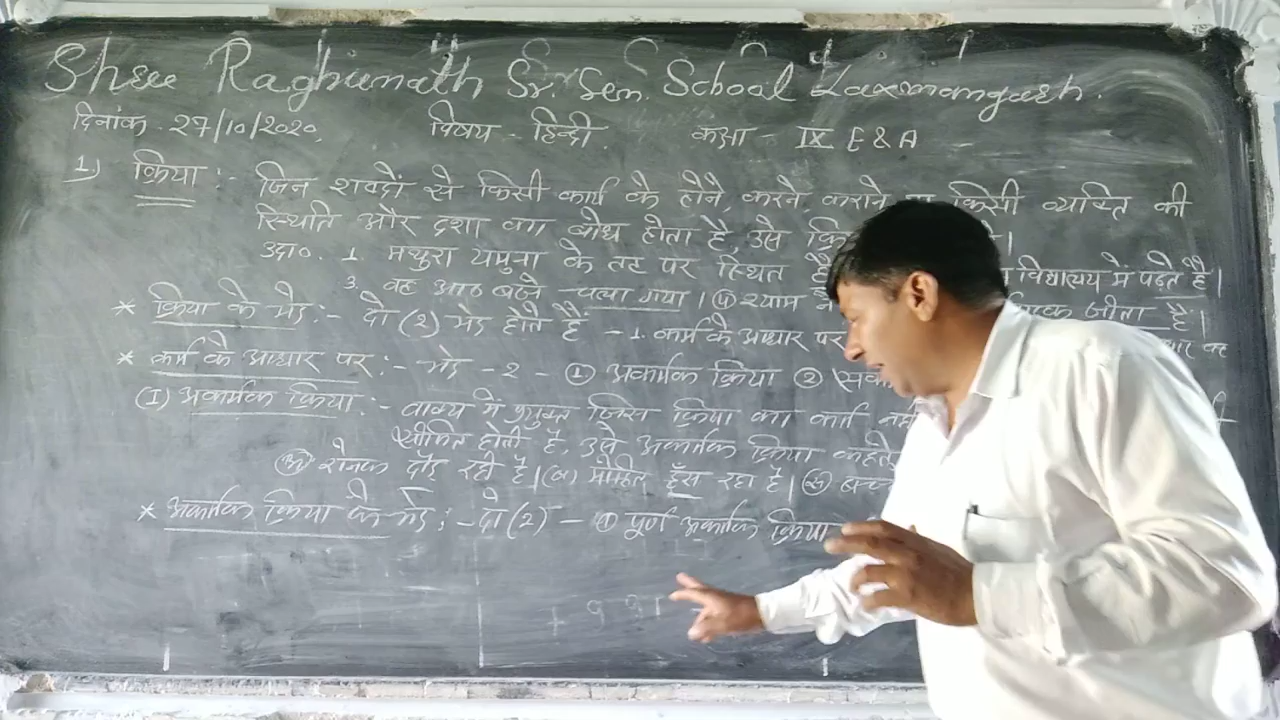 Shree Raghunath Sr. Sen. School Laxmangarh.
दिनांक - 27/10/2020 विषय - हिन्दी. कक्षा - IX E & A
1) क्रिया :- जिन शब्दों से किसी कार्य के होने, करने, कराने किसी व्यक्ति की
स्थिति और दशा का बोध होता है, उसे
उदा० 1 मथुरा यमुना के तट पर स्थित है विद्यालय में पढ़ते है।
3. वह आठ बजे चला गया। (4) श्याम जीता है।
* क्रिया के भेद :- दो (2) भेद होते हैं - 1. कर्म के आधार पर
* कर्म के आधार पर :- भेद - 2 - (1) अकर्मक क्रिया (2)
(I) अकर्मक क्रिया :- वाक्य में प्रयुक्त जिस क्रिया का कर्म
होती है, उसे अकर्मक क्रिया कहते
(अ) रोनक दौड़ रही है। (ब) मोहित हँस रहा है। (स)
* अकर्मक क्रिया के भेद :- दो (2) - (1) पूर्ण अकर्मक क्रिया